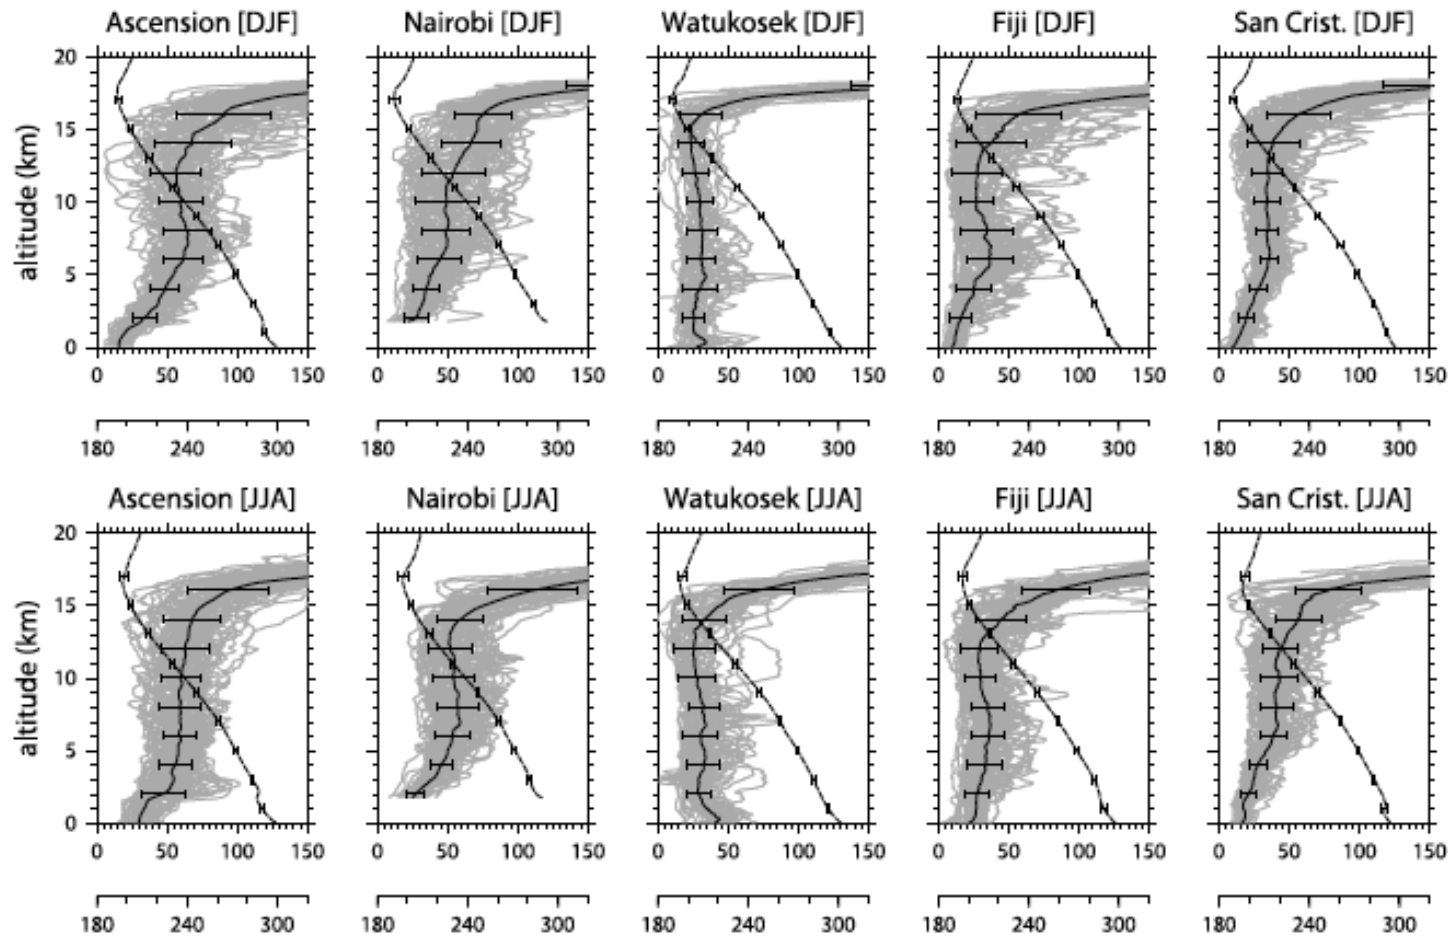 Ascension [DJF] Nairobi [DJF] Watukosek [DJF] Fiji [DJF] San Crist. [DJF]
20
15
10
5
0
altitude (km)
0 50 100 150 0 50 100 150 0 50 100 150 0 50 100 150 0 50 100 150
180 240 300 180 240 300 180 240 300 180 240 300 180 240 300
Ascension [JJA] Nairobi [JJA] Watukosek [JJA] Fiji [JJA] San Crist. [JJA]
20
15
10
5
0
altitude (km)
0 50 100 150 0 50 100 150 0 50 100 150 0 50 100 150 0 50 100 150
180 240 300 180 240 300 180 240 300 180 240 300 180 240 300